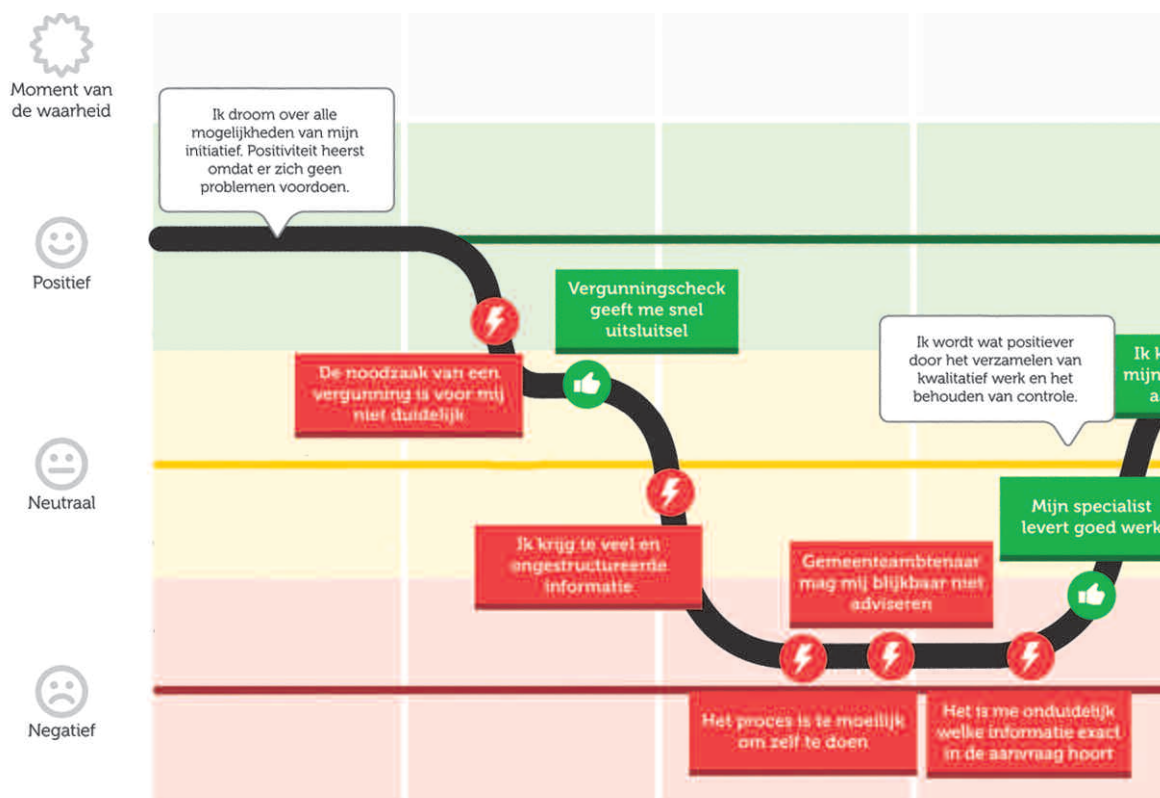 Moment van
de waarheid
Ik droom over alle
mogelijkheden van mijn
initiatief. Positiviteit heerst
omdat er zich geen
problemen voordoen.
Positief
Vergunningscheck
geeft me snel
uitsluitsel
De noodzaak van een
vergunning is voor mij
niet duidelijk
Ik wordt wat positiever
door het verzamelen van
kwalitatief werk en het
behouden van controle.
Ik k
mijn
a
Neutraal
Mijn specialist
levert goed werk
Ik krijg te veel en
ongestructureerde
informatie
Gemeenteambtenaar
mag mij blijkbaar niet
adviseren
Negatief
Het proces is te moeilijk
om zelf te doen
Het is me onduidelijk
welke informatie exact
in de aanvraag hoort